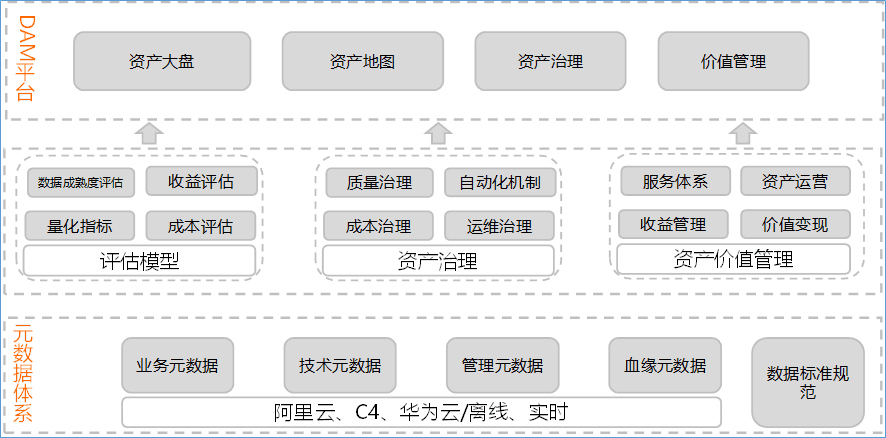 DAM平台
资产大盘
资产地图
资产治理
价值管理
数据成熟度评估
收益评估
量化指标
成本评估
评估模型
质量治理
自动化机制
成本治理
运维治理
资产治理
服务体系
资产运营
收益管理
价值变现
资产价值管理
元数据体系
业务元数据
技术元数据
管理元数据
血缘元数据
阿里云、C4、华为云/离线、实时
数据标准规
范